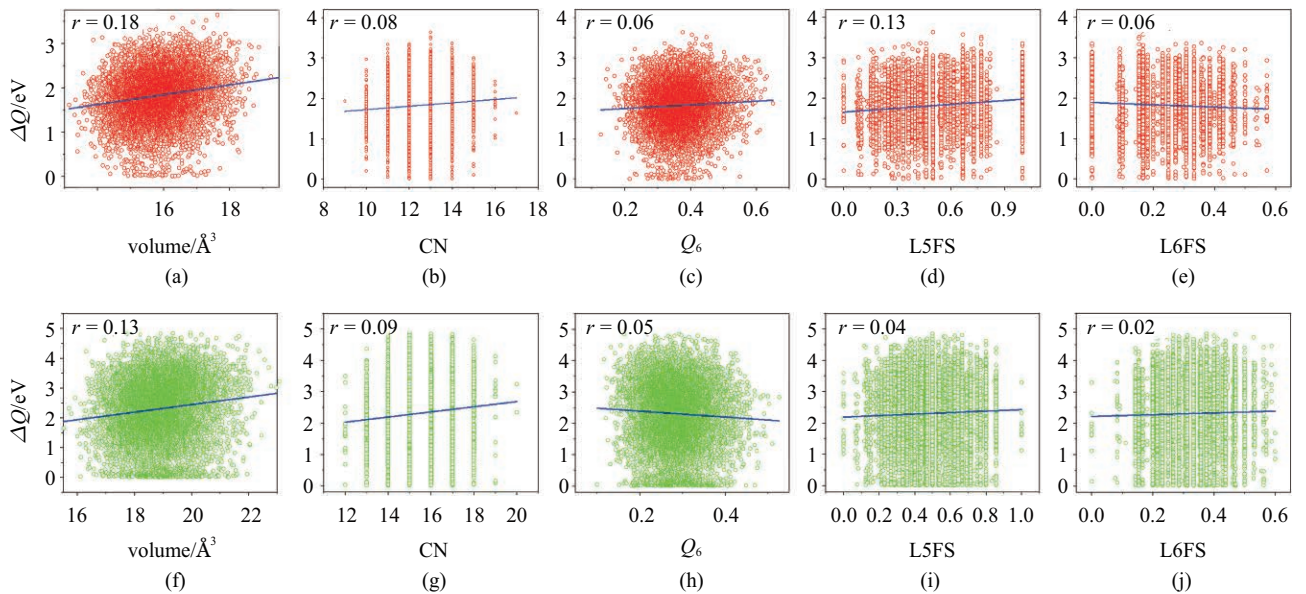 r = 0.18
r = 0.08
r = 0.06
r = 0.13
r = 0.06
ΔQ/eV
4
3
2
1
0
16
18
volume/Å³
(a)
4
3
2
1
0
8
10
12
14
16
18
CN
(b)
4
3
2
1
0
0.2
0.4
0.6
Q₆
(c)
4
3
2
1
0
0.0
0.3
0.6
0.9
L5FS
(d)
4
3
2
1
0
0.0
0.2
0.4
0.6
L6FS
(e)
r = 0.13
r = 0.09
r = 0.05
r = 0.04
r = 0.02
ΔQ/eV
5
4
3
2
1
0
16
18
20
22
volume/Å³
(f)
5
4
3
2
1
0
12
14
16
18
20
CN
(g)
5
4
3
2
1
0
0.2
0.4
Q₆
(h)
5
4
3
2
1
0
0.0
0.2
0.4
0.6
0.8
1.0
L5FS
(i)
5
4
3
2
1
0
0.0
0.2
0.4
0.6
L6FS
(j)